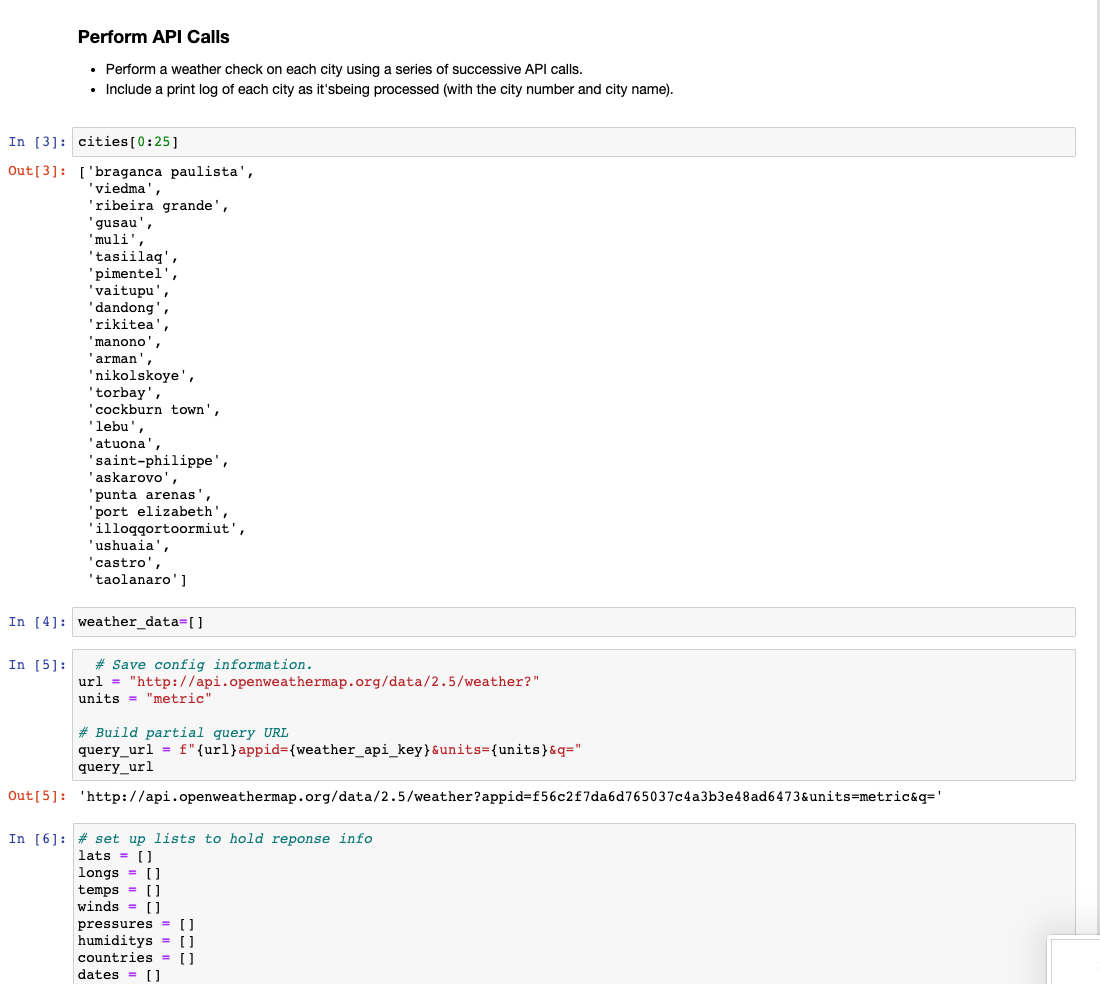 Perform API Calls
• Perform a weather check on each city using a series of successive API calls.
• Include a print log of each city as it'sbeing processed (with the city number and city name).
In [3]: cities[0:25]
Out[3]: ['braganca paulista',
'viedma',
'ribeira grande',
'gusau',
'muli',
'tasiilaq',
'pimentel',
'vaitupu',
'dandong',
'rikitea',
'manono',
'arman',
'nikolskoye',
'torbay',
'cockburn town',
'lebu',
'atuona',
'saint-philippe',
'askarovo',
'punta arenas',
'port elizabeth',
'illoqqortoormiut',
'ushuaia',
'castro',
'taolanaro']
In [4]: weather_data=[]
In [5]: # Save config information.
url = "http://api.openweathermap.org/data/2.5/weather?"
units = "metric"
# Build partial query URL
query_url = f"{url}appid={weather_api_key}&units={units}&q="
query_url
Out[5]: 'http://api.openweathermap.org/data/2.5/weather?appid=f56c2f7da6d765037c4a3b3e48ad6473&units=metric&q='
In [6]: # set up lists to hold reponse info
lats = []
longs = []
temps = []
winds = []
pressures = []
humiditys = []
countries = []
dates = []